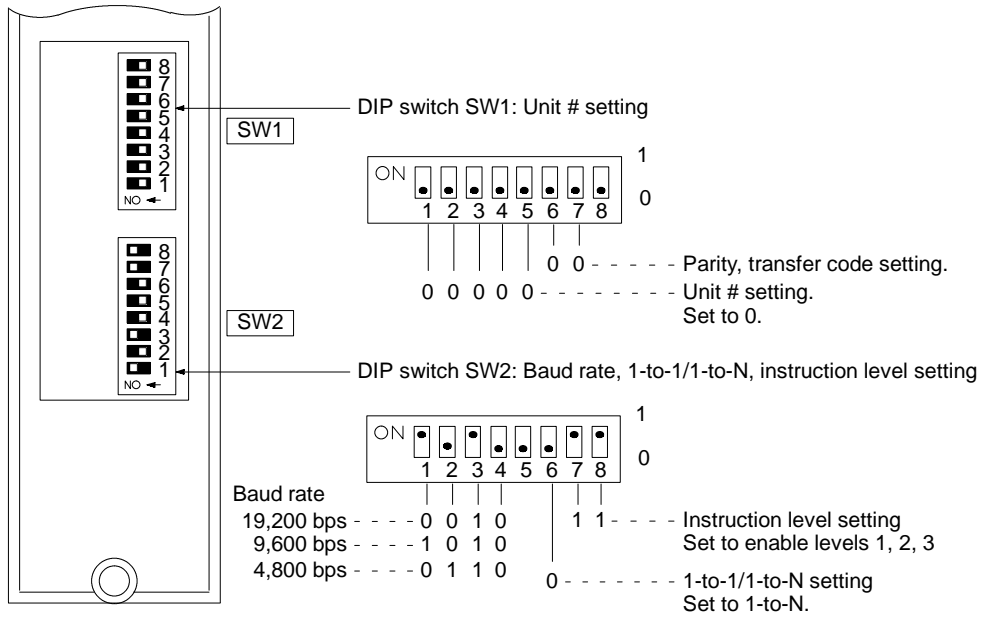 8
7
6
5
4
3
2
1
NO
SW1
DIP switch SW1: Unit # setting
ON
1
0
1 2 3 4 5 6 7 8
0 0 - - - - - Parity, transfer code setting.
0 0 0 0 0 - - - - - - - - - Unit # setting.
Set to 0.
8
7
6
5
4
3
2
1
NO
SW2
DIP switch SW2: Baud rate, 1-to-1/1-to-N, instruction level setting
ON
1
0
1 2 3 4 5 6 7 8
Baud rate
19,200 bps - - - - 0 0 1 0
1 1 - - - - Instruction level setting
Set to enable levels 1, 2, 3
9,600 bps - - - - 1 0 1 0
4,800 bps - - - - 0 1 1 0
0 - - - - - - - 1-to-1/1-to-N setting
Set to 1-to-N.